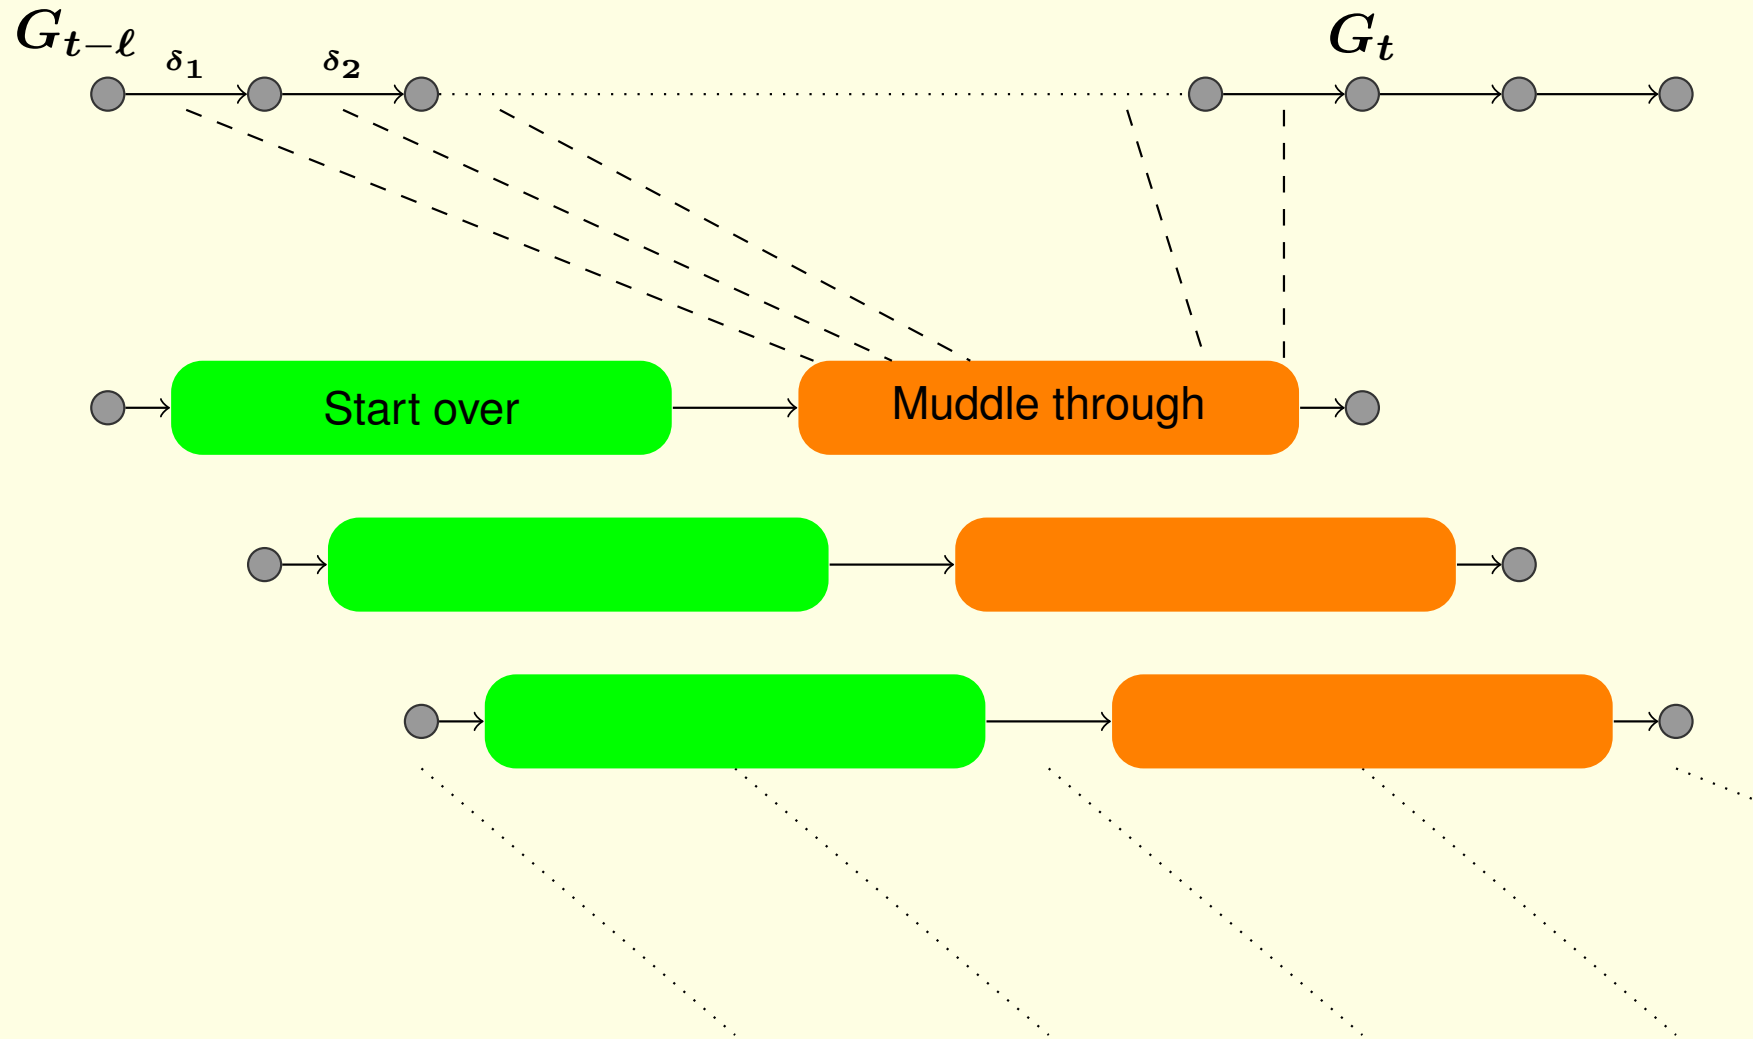 G_{t−ℓ}
δ_1
δ_2
G_t
Start over
Muddle through